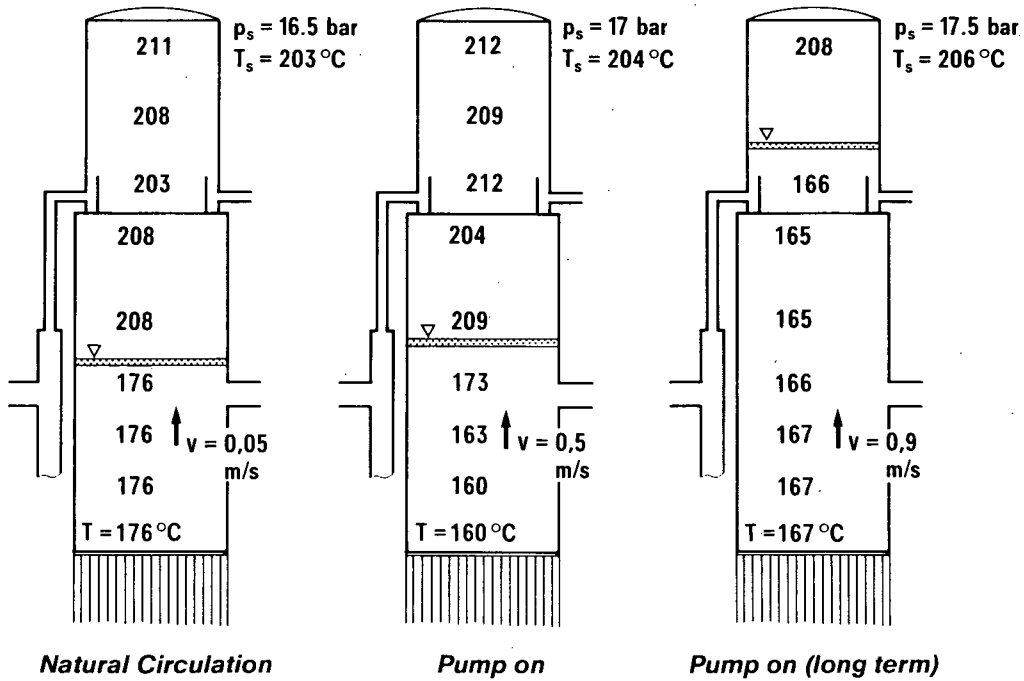 211
p_s = 16.5 bar
T_s = 203 °C
208
203
208
208
176
176
v = 0,05
m/s
176
T = 176 °C
Natural Circulation
212
p_s = 17 bar
T_s = 204 °C
209
212
204
209
173
163
v = 0,5
m/s
160
T = 160 °C
Pump on
208
p_s = 17.5 bar
T_s = 206 °C
166
165
165
166
167
v = 0,9
m/s
167
T = 167 °C
Pump on (long term)